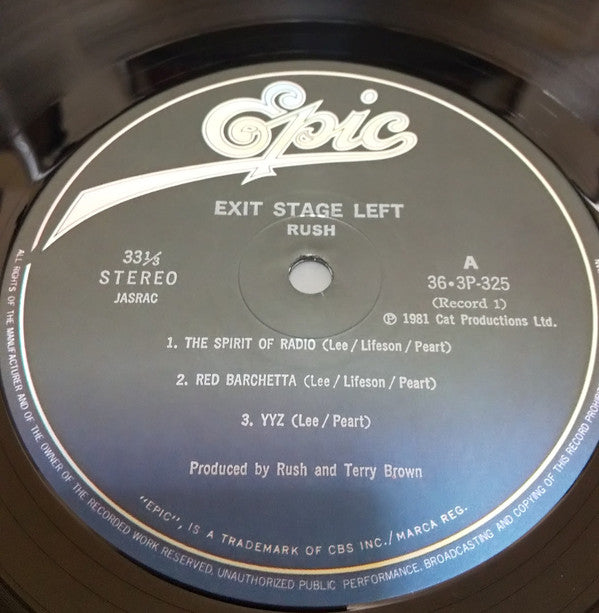 Epic
EXIT STAGE LEFT
RUSH
33⅓
STEREO
JASRAC
A
36•3P-325
(Record 1)
℗ 1981 Cat Productions Ltd.
1. THE SPIRIT OF RADIO (Lee/Lifeson/Peart)
2. RED BARCHETTA (Lee/Lifeson/Peart)
3. YYZ (Lee/Peart)
Produced by Rush and Terry Brown
"EPIC", IS A TRADEMARK OF CBS INC./MARCA REG.
ALL RIGHTS OF THE MANUFACTURER AND OF THE OWNER OF THE RECORDED WORK RESERVED. UNAUTHORIZED PUBLIC PERFORMANCE, BROADCASTING AND COPYING OF THIS RECORD